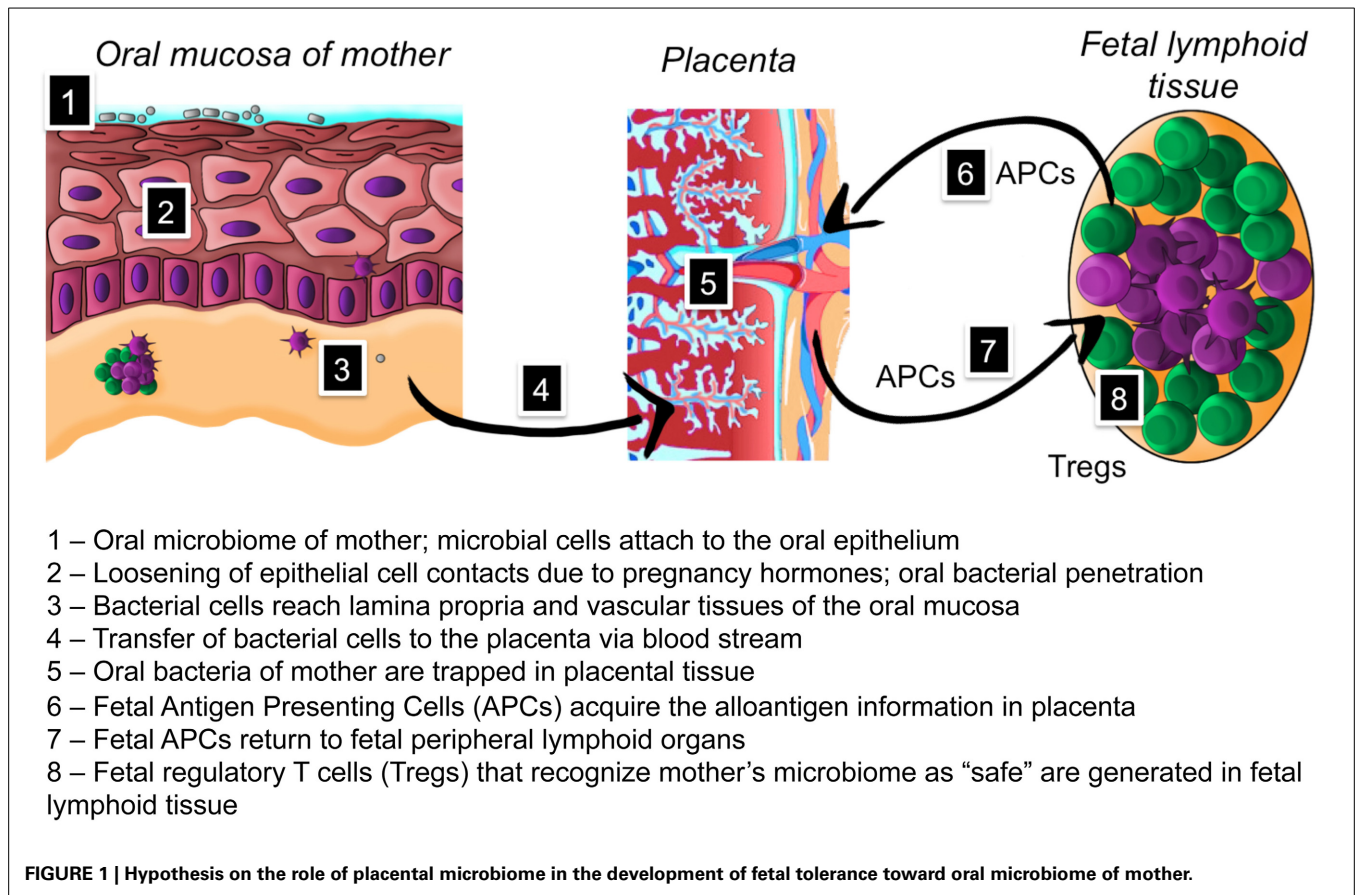 Oral mucosa of mother
Placenta
Fetal lymphoid
tissue
1
2
3
4
5
6
APCs
7
APCs
8
Tregs
1 – Oral microbiome of mother; microbial cells attach to the oral epithelium
2 – Loosening of epithelial cell contacts due to pregnancy hormones; oral bacterial penetration
3 – Bacterial cells reach lamina propria and vascular tissues of the oral mucosa
4 – Transfer of bacterial cells to the placenta via blood stream
5 – Oral bacteria of mother are trapped in placental tissue
6 – Fetal Antigen Presenting Cells (APCs) acquire the alloantigen information in placenta
7 – Fetal APCs return to fetal peripheral lymphoid organs
8 – Fetal regulatory T cells (Tregs) that recognize mother’s microbiome as “safe” are generated in fetal
lymphoid tissue
FIGURE 1 | Hypothesis on the role of placental microbiome in the development of fetal tolerance toward oral microbiome of mother.